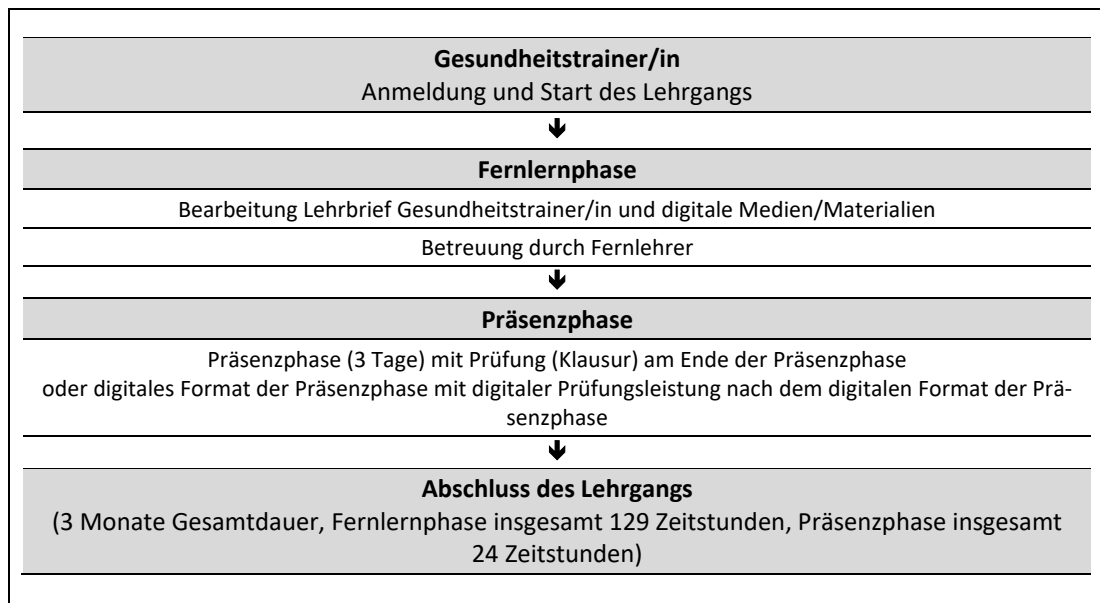 Gesundheitstrainer/in
Anmeldung und Start des Lehrgangs
Fernlernphase
Bearbeitung Lehrbrief Gesundheitstrainer/in und digitale Medien/Materialien
Betreuung durch Fernlehrer
Präsenzphase
Präsenzphase (3 Tage) mit Prüfung (Klausur) am Ende der Präsenzphase
oder digitales Format der Präsenzphase mit digitaler Prüfungsleistung nach dem digitalen Format der Prä-
senzphase
Abschluss des Lehrgangs
(3 Monate Gesamtdauer, Fernlernphase insgesamt 129 Zeitstunden, Präsenzphase insgesamt
24 Zeitstunden)